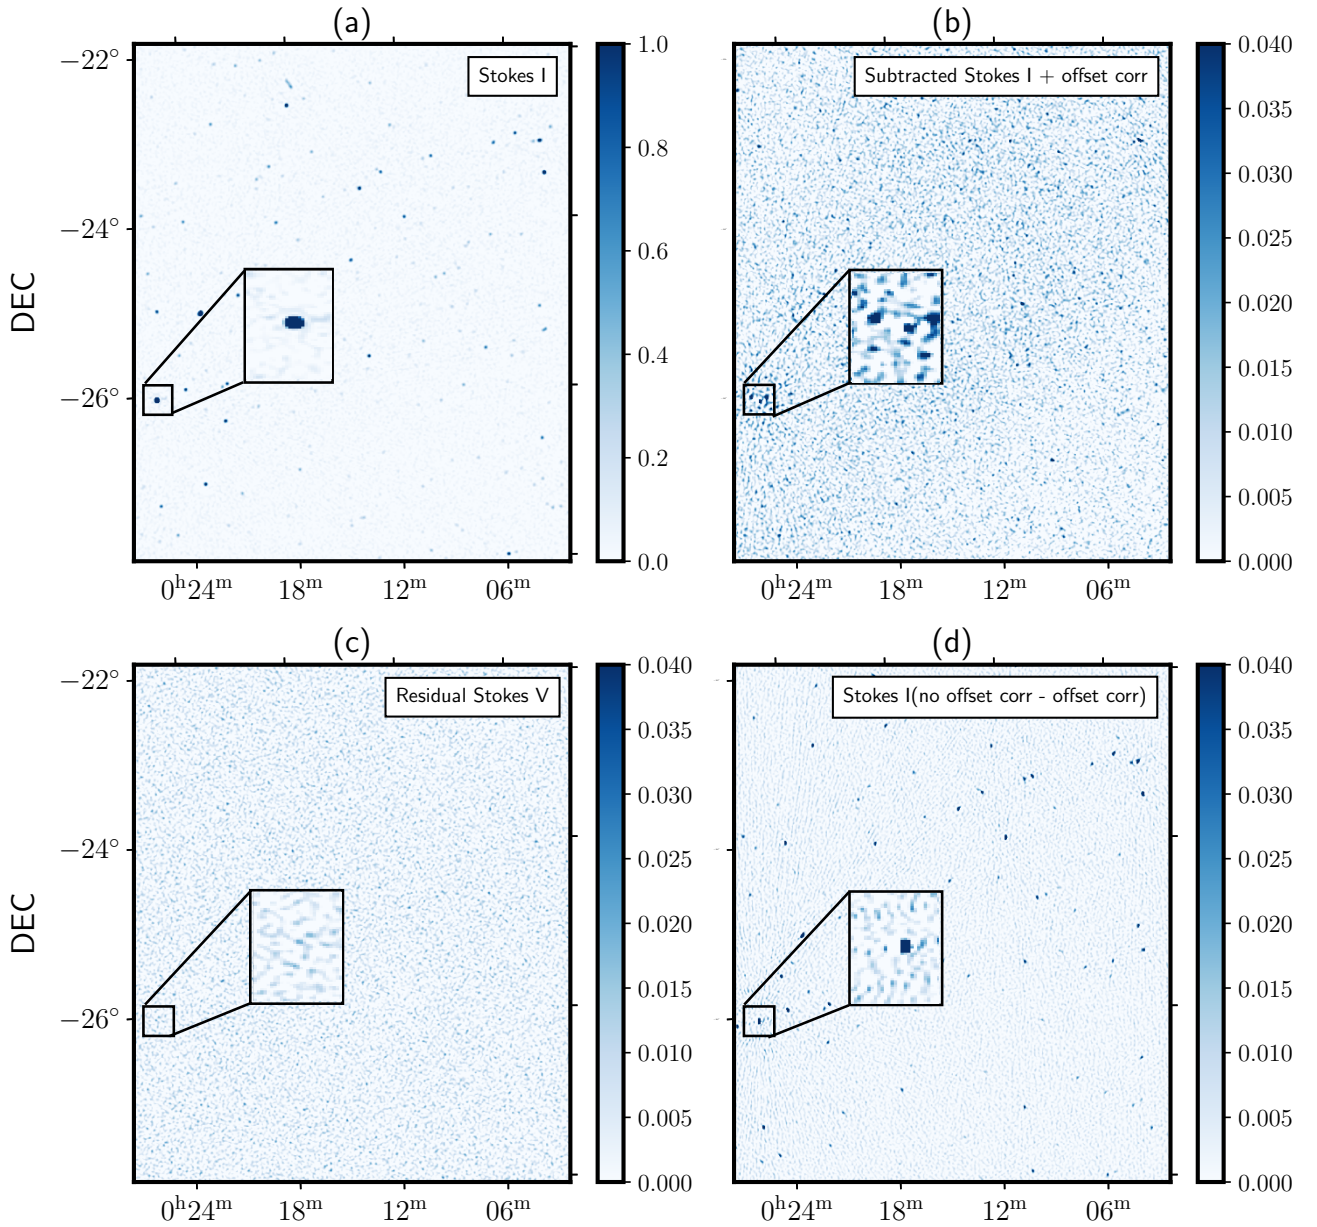 (a)
Stokes I
DEC
−22°
−24°
−26°
0ʰ24ᵐ 18ᵐ 12ᵐ 06ᵐ
1.0
0.8
0.6
0.4
0.2
0.0
(b)
Subtracted Stokes I + offset corr
0ʰ24ᵐ 18ᵐ 12ᵐ 06ᵐ
0.040
0.035
0.030
0.025
0.020
0.015
0.010
0.005
0.000
(c)
Residual Stokes V
DEC
−22°
−24°
−26°
0ʰ24ᵐ 18ᵐ 12ᵐ 06ᵐ
0.040
0.035
0.030
0.025
0.020
0.015
0.010
0.005
0.000
(d)
Stokes I(no offset corr - offset corr)
0ʰ24ᵐ 18ᵐ 12ᵐ 06ᵐ
0.040
0.035
0.030
0.025
0.020
0.015
0.010
0.005
0.000